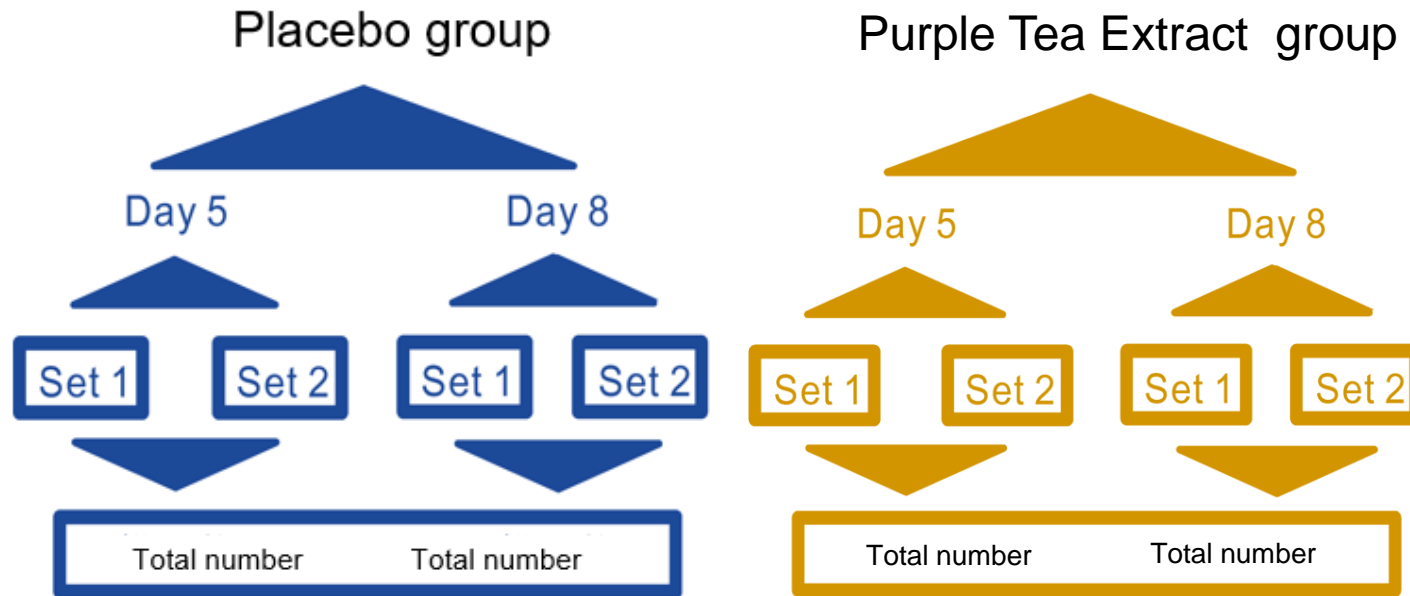 Placebo group
Purple Tea Extract group
Day 5
Day 8
Day 5
Day 8
Set 1
Set 2
Set 1
Set 2
Set 1
Set 2
Set 1
Set 2
Total number
Total number
Total number
Total number